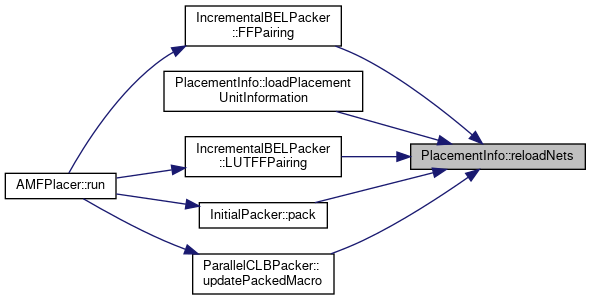 IncrementalBELPacker
::FFPairing
PlacementInfo::loadPlacement
UnitInformation
IncrementalBELPacker
::LUTFFPairing
PlacementInfo::reloadNets
AMFPlacer::run
InitialPacker::pack
ParallelCLBPacker::
updatePackedMacro